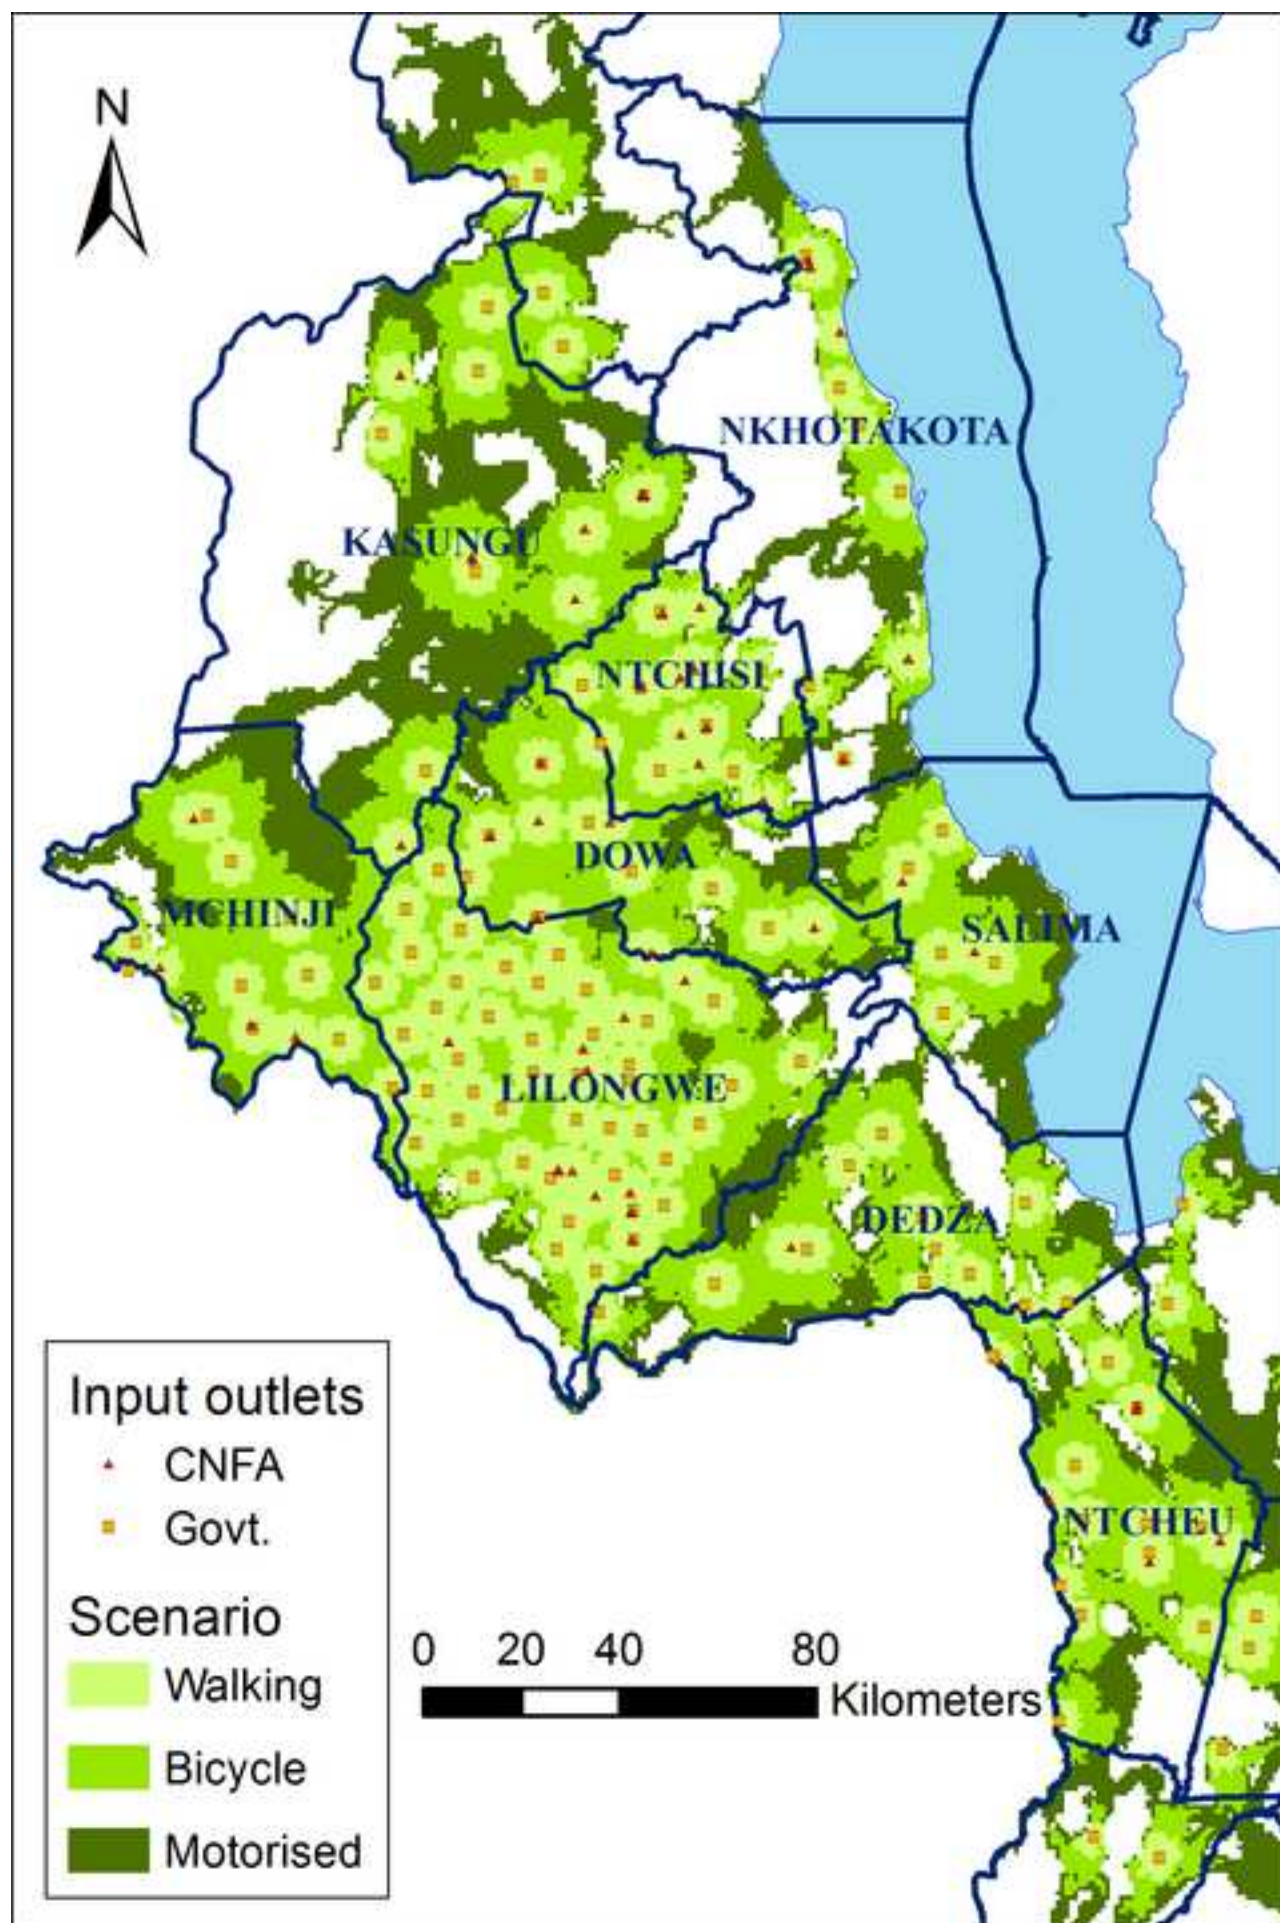 N
NKHOTAKOTA
KASUNGU
NTCHISI
DOWA
MCHINJI
SALIMA
LILONGWE
DEDZA
NTCHEU
Input outlets
CNFA
Govt.
Scenario
Walking
Bicycle
Motorised
0 20 40 80
Kilometers